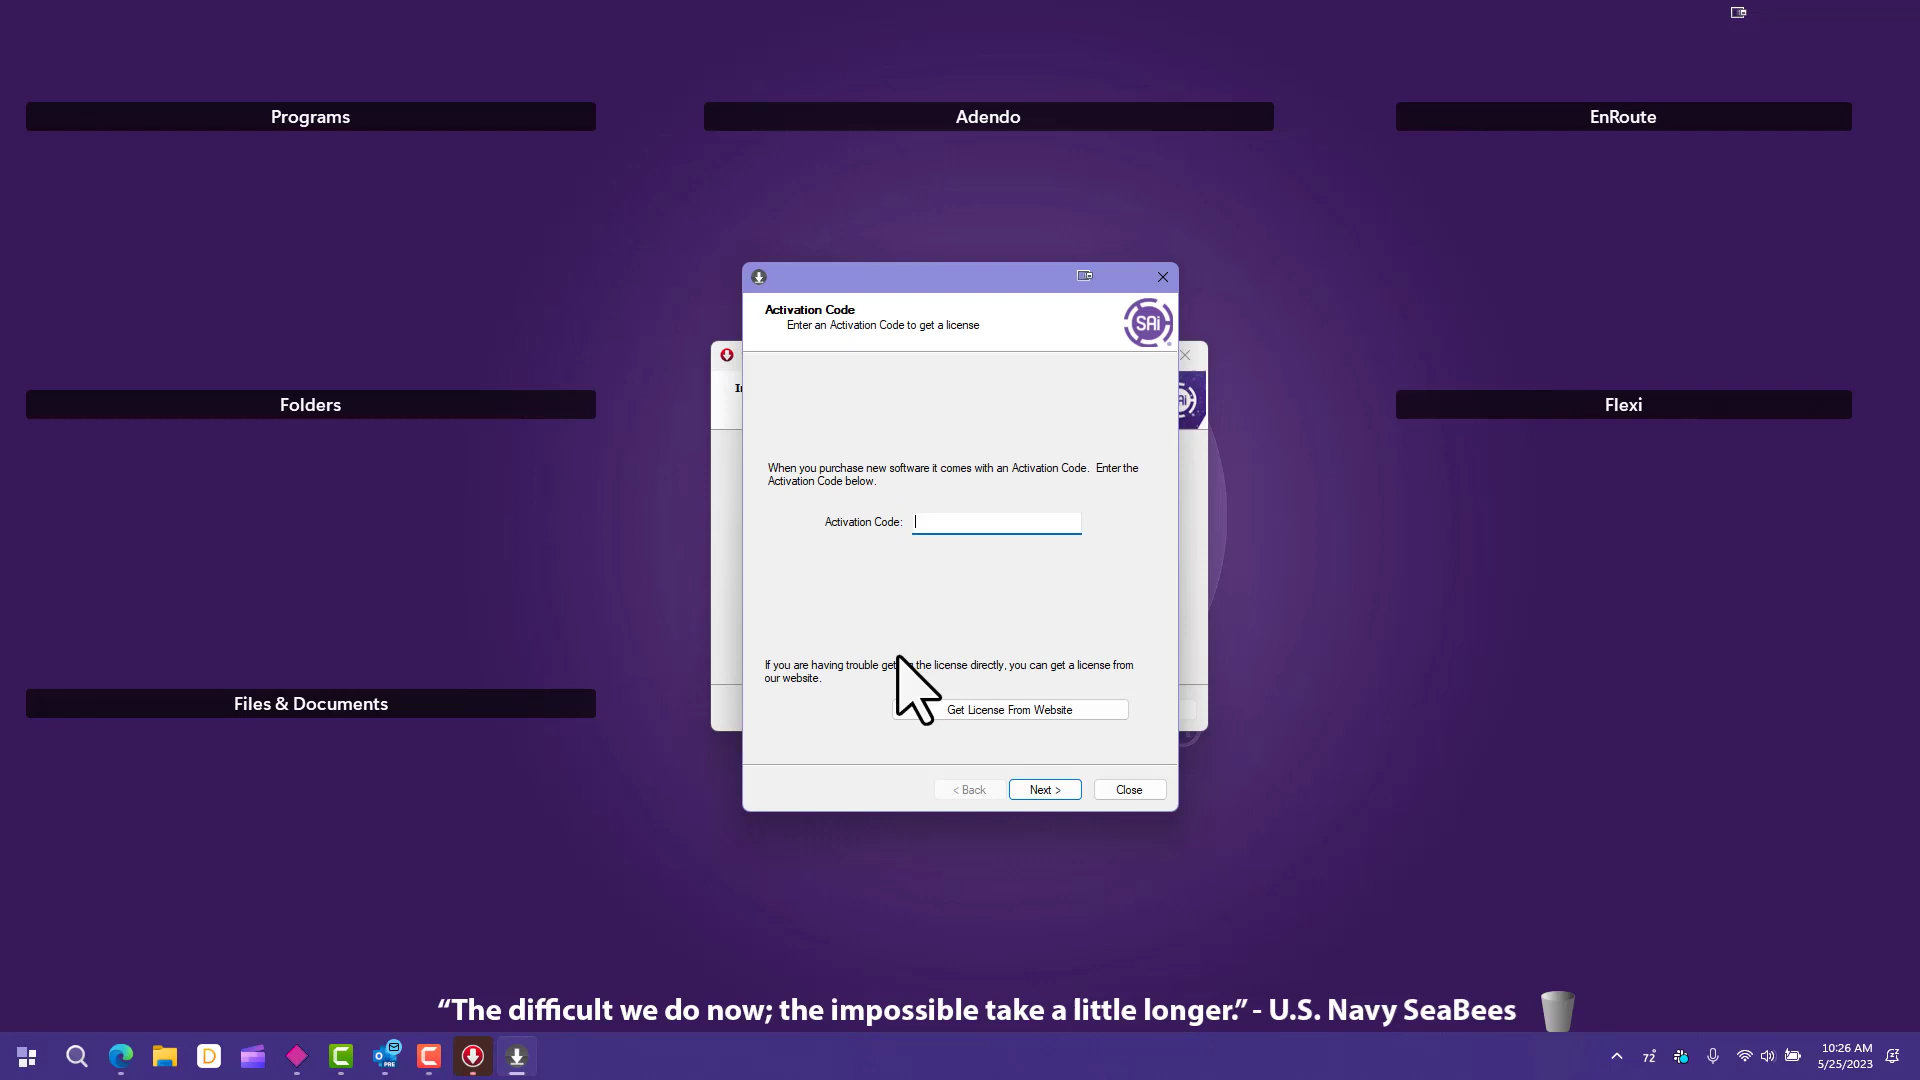 Programs
Adendo
EnRoute
Activation Code
Enter an Activation Code to get a license
SAi
Folders
Flexi
When you purchase new software it comes with an Activation Code. Enter the
Activation Code below.
Activation Code:
If you are having trouble the license directly, you can get a license from
our website.
Files & Documents
Get License From Website
< Back
Next >
Close
“The difficult we do now; the impossible take a little longer.” - U.S. Navy SeaBees
72°
10:26 AM
5/25/2023